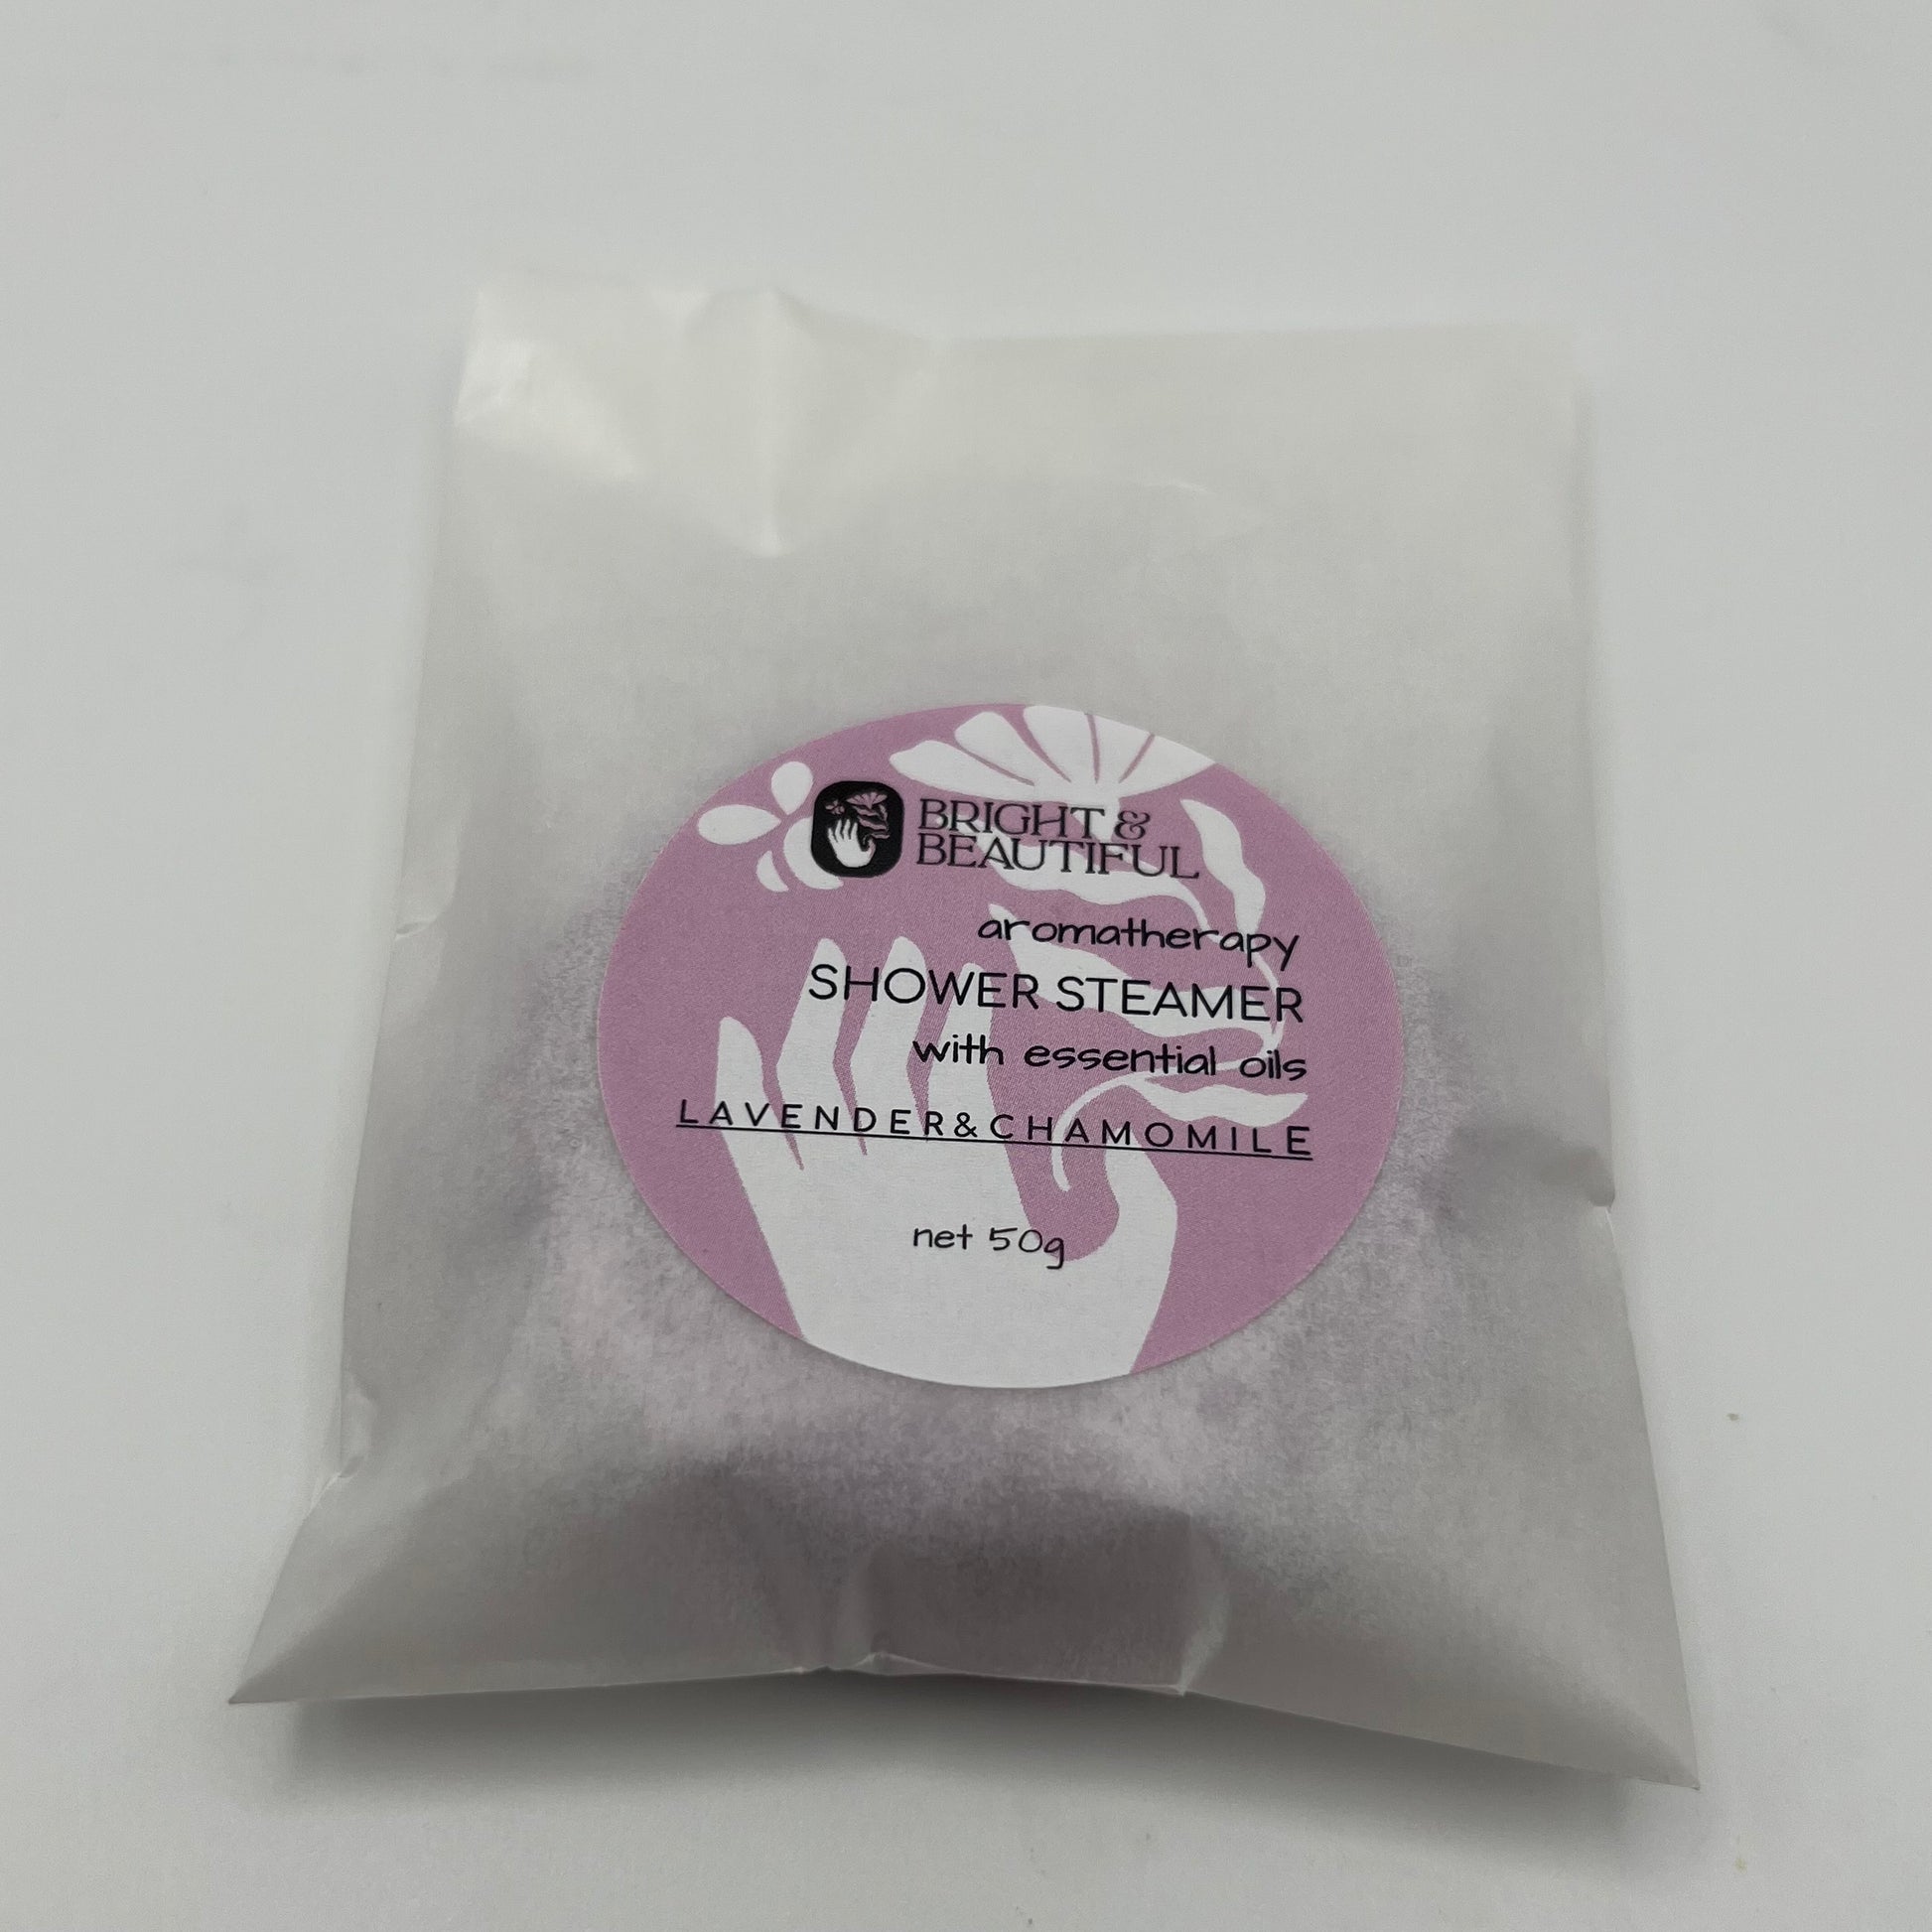 BRIGHT &
BEAUTIFUL
aromatherapy
SHOWER STEAMER
with essential oils
LAVENDER&CHAMOMILE
net 50g